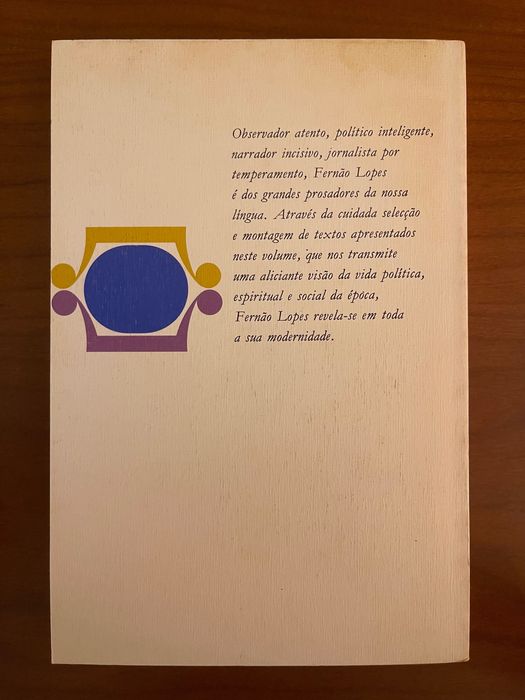 Observador atento, político inteligente,
narrador incisivo, jornalista por
temperamento, Fernão Lopes
é dos grandes prosadores da nossa
língua. Através da cuidada selecção
e montagem de textos apresentados
neste volume, que nos transmite
uma aliciante visão da vida política,
espiritual e social da época,
Fernão Lopes revela-se em toda
a sua modernidade.